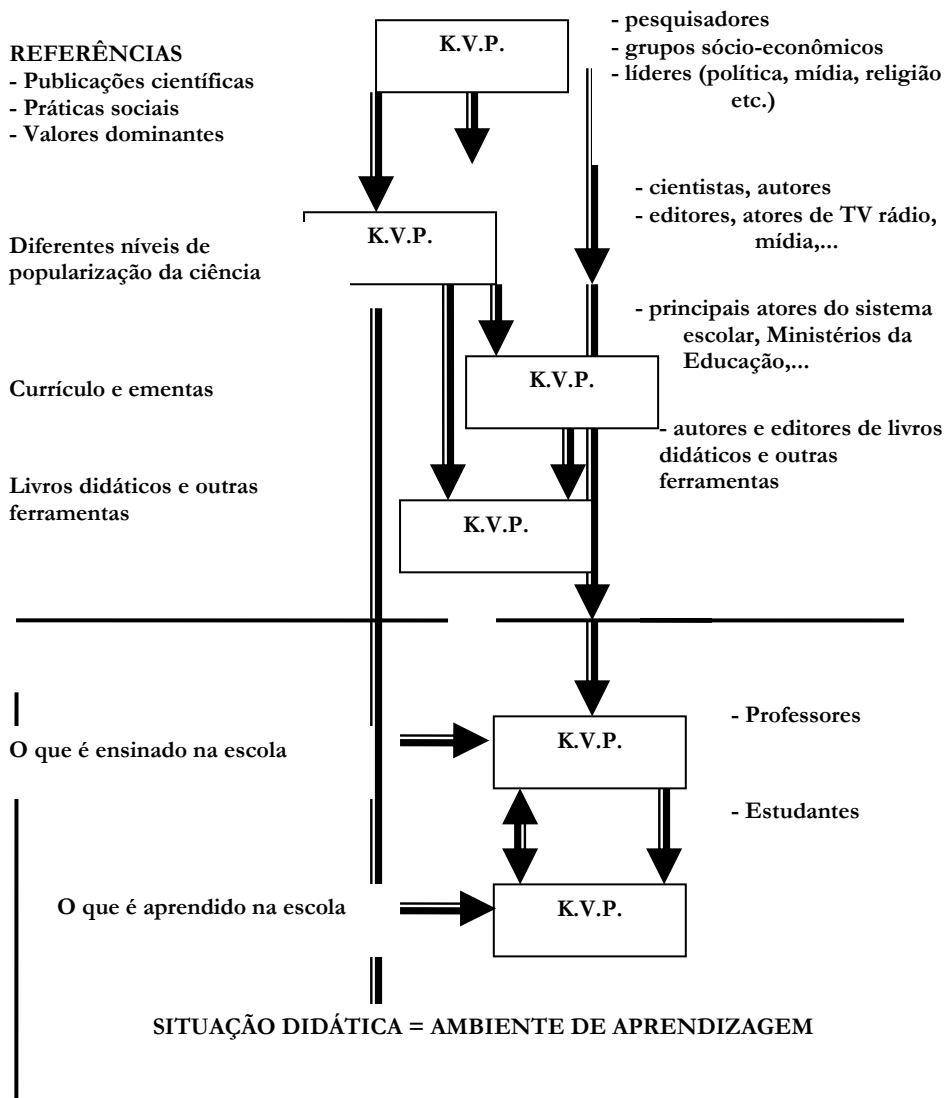 K.V.P.
- pesquisadores
- grupos sócio-econômicos
- líderes (política, mídia, religião
etc.)
REFERÊNCIAS
- Publicações científicas
- Práticas sociais
- Valores dominantes
- cientistas, autores
- editores, atores de TV rádio,
mídia,...
K.V.P.
Diferentes níveis de
popularização da ciência
- principais atores do sistema
escolar, Ministérios da
Educação,...
Currículo e ementas
K.V.P.
- autores e editores de livros
didáticos e outras
ferramentas
Livros didáticos e outras
ferramentas
K.V.P.
- Professores
O que é ensinado na escola
K.V.P.
- Estudantes
O que é aprendido na escola
K.V.P.
SITUAÇÃO DIDÁTICA = AMBIENTE DE APRENDIZAGEM